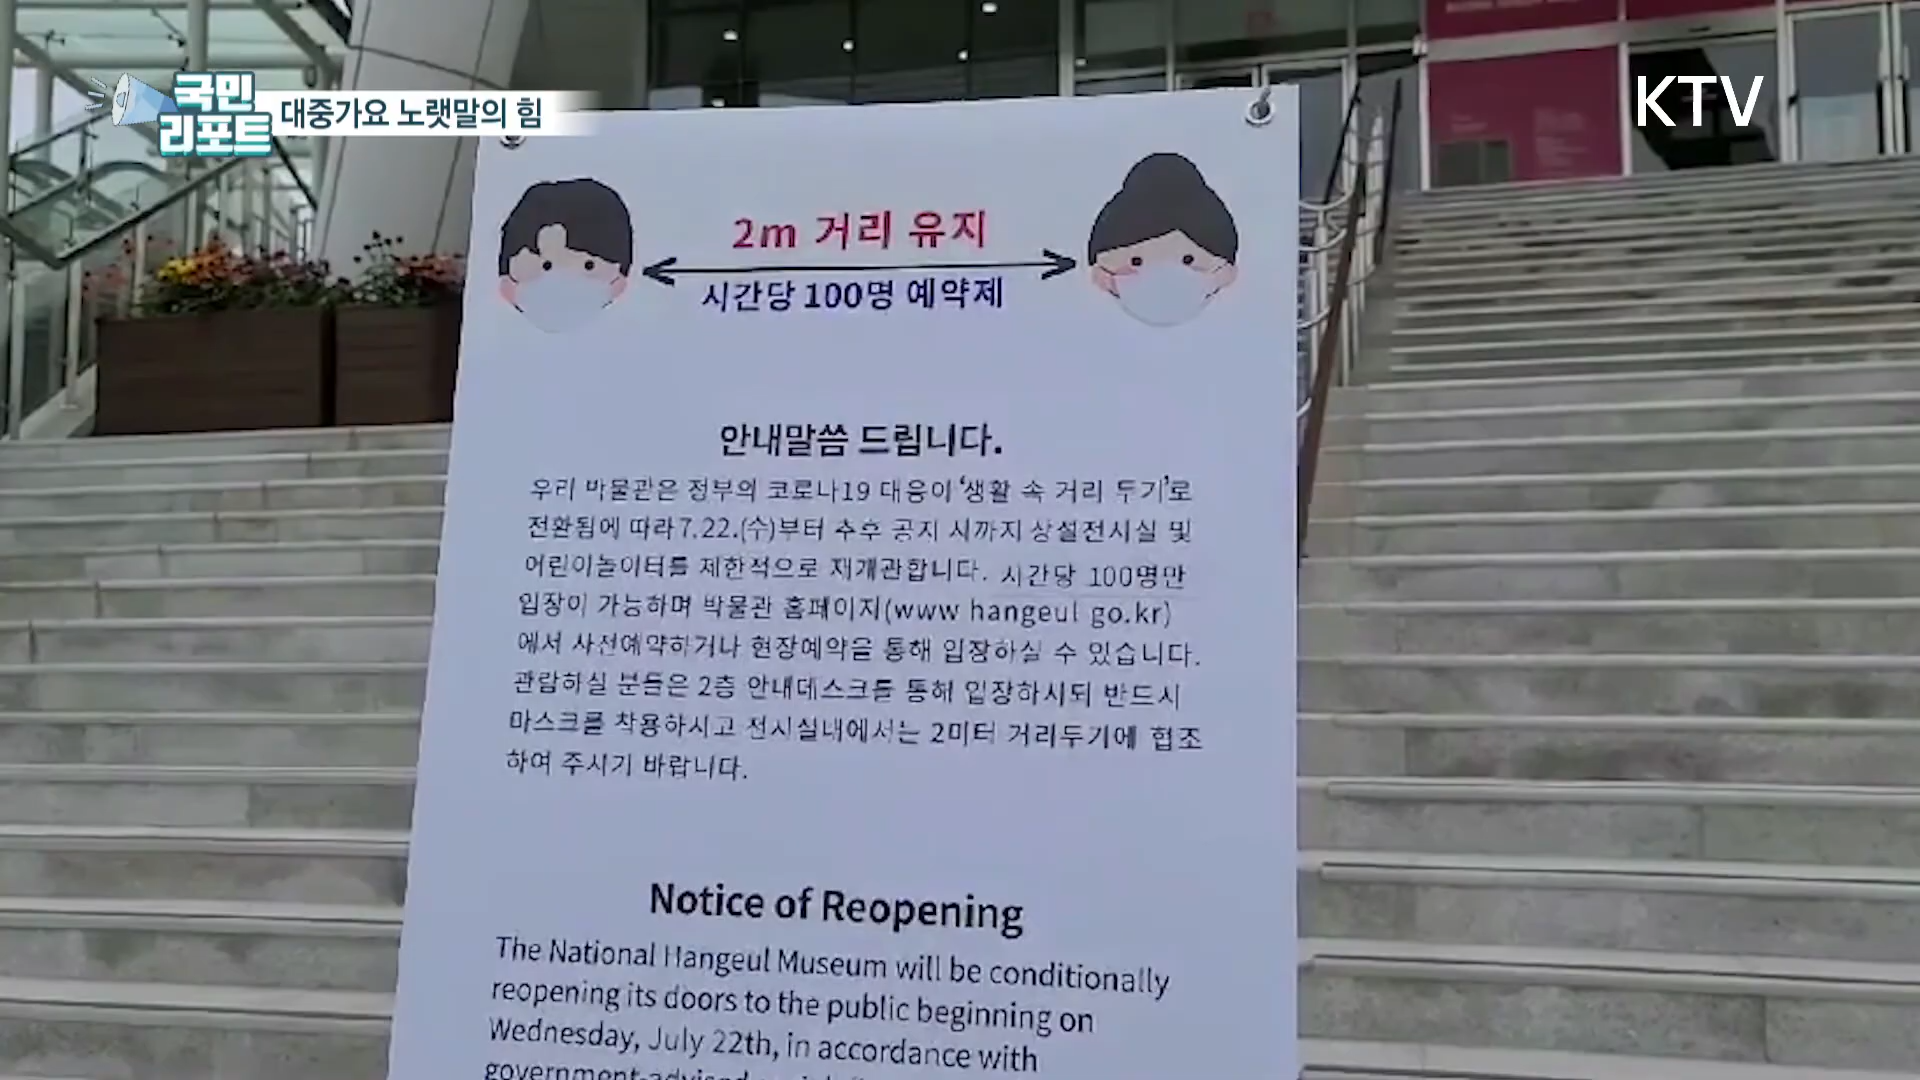 국민
리포트
대중가요 노랫말의 힘
KTV
2m 거리 유지
시간당 100명 예약제
안내말씀 드립니다.
우리 박물관은 정부의 코로나19 대응이 '생활 속 거리 두기'로
전환됨에 따라 7.22.(수)부터 추후 공지 시까지 상설전시실 및
어린이놀이터를 제한적으로 재개관합니다. 시간당 100명만
입장이 가능하며 박물관 홈페이지(www hangeul go.kr)
에서 사전예약하거나 현장예약을 통해 입장하실 수 있습니다.
관람하실 분들은 2층 안내데스크를 통해 입장하시되 반드시
마스크를 착용하시고 전시실내에서는 2미터 거리두기에 협조
하여 주시기 바랍니다.
Notice of Reopening
The National Hangeul Museum will be conditionally
reopening its doors to the public beginning on
Wednesday, July 22th, in accordance with
government-advised